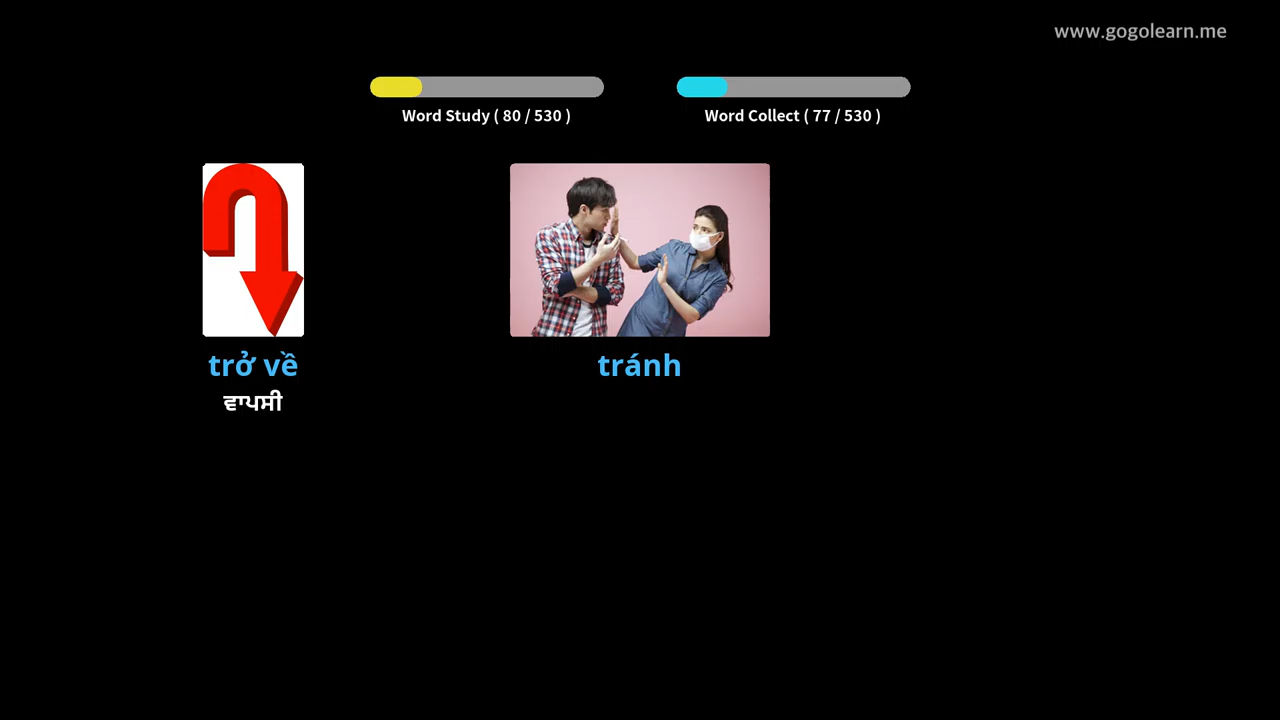 www.gogolearn.me
Word Study ( 80 / 530 )
Word Collect ( 77 / 530 )
trở về
ਵਾਪਸੀ
tránh